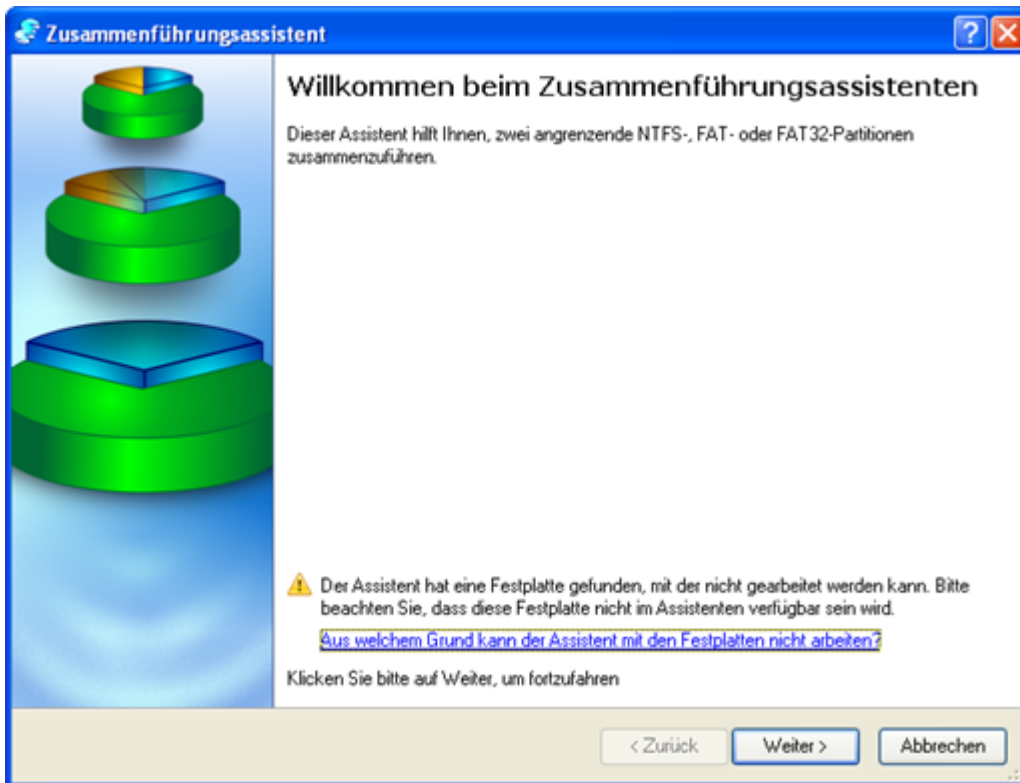 Zusammenführungsassistent
Willkommen beim Zusammenführungsassistenten
Dieser Assistent hilft Ihnen, zwei angrenzende NTFS-, FAT- oder FAT32-Partitionen
zusammenzuführen.
Der Assistent hat eine Festplatte gefunden, mit der nicht gearbeitet werden kann. Bitte
beachten Sie, dass diese Festplatte nicht im Assistenten verfügbar sein wird.
Aus welchem Grund kann der Assistent mit den Festplatten nicht arbeiten?
Klicken Sie bitte auf Weiter, um fortzufahren
< Zurück Weiter > Abbrechen